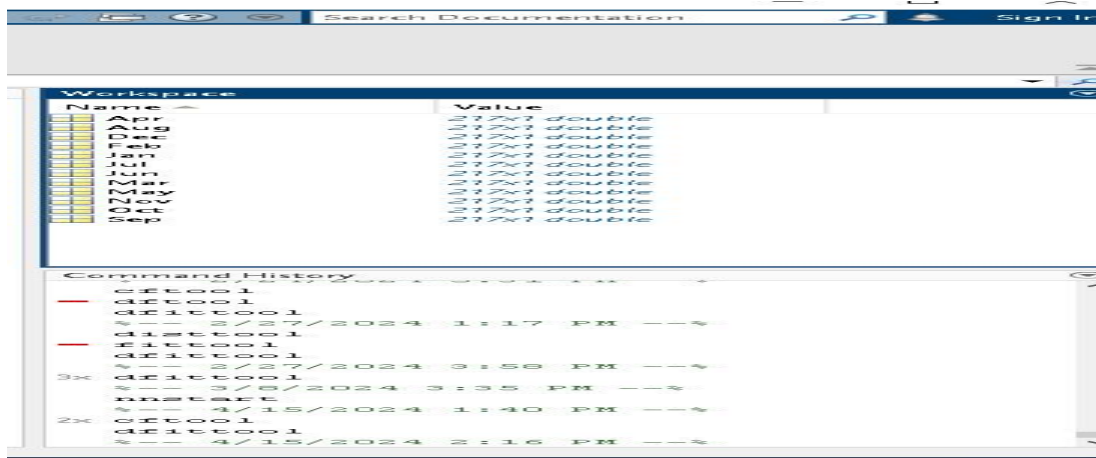 Search Documentation
Sign In
Workspace
Name Value
Apr 217x1 double
Aug 217x1 double
Dec 217x1 double
Feb 217x1 double
Jan 217x1 double
Jul 217x1 double
Jun 217x1 double
Mar 217x1 double
May 217x1 double
Nov 217x1 double
Oct 217x1 double
Sep 217x1 double
Command History
cftool
dftool
dfittool
%-- 2/27/2024 1:17 PM --%
disttool
fittool
dfittool
%-- 2/27/2024 3:58 PM --%
3x dfittool
%-- 3/8/2024 3:35 PM --%
nnstart
%-- 4/15/2024 1:40 PM --%
2x cftool
dfittool
%-- 4/15/2024 2:16 PM --%